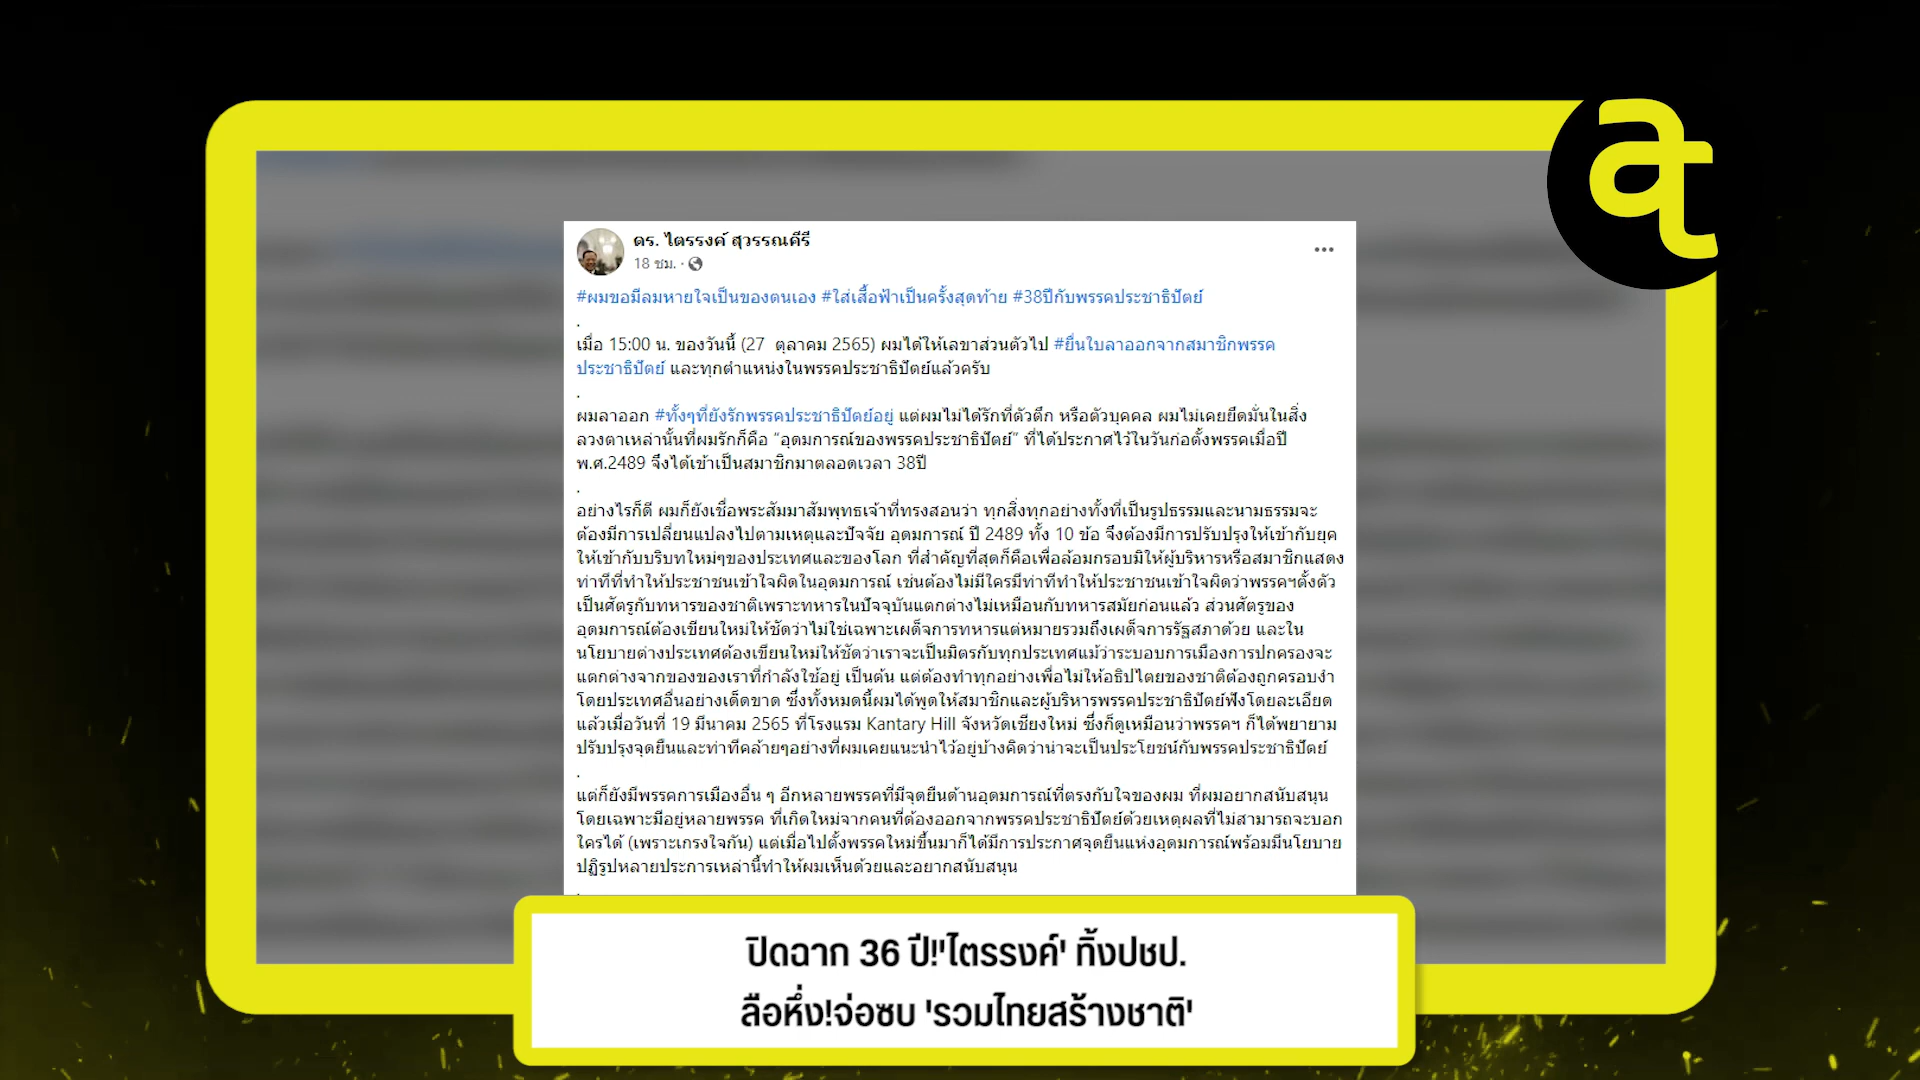 ดร. ไตรรงค์ สุวรรณคีรี
18 ชม.
#ผมขอมีลมหายใจเป็นของตนเอง #ใส่เสื้อฟ้าเป็นครั้งสุดท้าย #38ปีกับพรรคประชาธิปัตย์
.
เมื่อ 15:00 น. ของวันนี้ (27 ตุลาคม 2565) ผมได้ให้เลขาส่วนตัวไป #ยื่นใบลาออกจากสมาชิกพรรค
ประชาธิปัตย์ และทุกตำแหน่งในพรรคประชาธิปัตย์แล้วครับ
.
ผมลาออก #ทั้งๆที่ยังรักพรรคประชาธิปัตย์อยู่ แต่ผมไม่ได้รักที่ตัวตึก หรือตัวบุคคล ผมไม่เคยยึดมั่นในสิ่ง
ลวงตาเหล่านั้นที่ผมรักก็คือ “อุดมการณ์ของพรรคประชาธิปัตย์” ที่ได้ประกาศไว้ในวันก่อตั้งพรรคเมื่อปี
พ.ศ.2489 จึงได้เข้าเป็นสมาชิกมาตลอดเวลา 38ปี
.
อย่างไรก็ดี ผมก็ยังเชื่อพระสัมมาสัมพุทธเจ้าที่ทรงสอนว่า ทุกสิ่งทุกอย่างทั้งที่เป็นรูปธรรมและนามธรรมจะ
ต้องมีการเปลี่ยนแปลงไปตามเหตุและปัจจัย อุดมการณ์ ปี 2489 ทั้ง 10 ข้อ จึงต้องมีการปรับปรุงให้เข้ากับยุค
ให้เข้ากับบริบทใหม่ๆของประเทศและของโลก ที่สำคัญที่สุดก็คือเพื่อล้อมกรอบมิให้ผู้บริหารหรือสมาชิกแสดง
ท่าทีที่ทำให้ประชาชนเข้าใจผิดในอุดมการณ์ เช่นต้องไม่มีใครมีท่าทีทำให้ประชาชนเข้าใจผิดว่าพรรคฯตั้งตัว
เป็นศัตรูกับทหารของชาติเพราะทหารในปัจจุบันแตกต่างไม่เหมือนกับทหารสมัยก่อนแล้ว ส่วนศัตรูของ
อุดมการณ์ต้องเขียนใหม่ให้ชัดว่าไม่ใช่เฉพาะเผด็จการทหารแต่หมายรวมถึงเผด็จการรัฐสภาด้วย และใน
นโยบายต่างประเทศต้องเขียนใหม่ให้ชัดว่าเราจะเป็นมิตรกับทุกประเทศแม้ว่าระบอบการเมืองการปกครองจะ
แตกต่างจากของของเราที่กำลังใช้อยู่ เป็นต้น แต่ต้องทำทุกอย่างเพื่อไม่ให้อธิปไตยของชาติต้องถูกครอบงำ
โดยประเทศอื่นอย่างเด็ดขาด ซึ่งทั้งหมดนี้ผมได้พูดให้สมาชิกและผู้บริหารพรรคประชาธิปัตย์ฟังโดยละเอียด
แล้วเมื่อวันที่ 19 มีนาคม 2565 ที่โรงแรม Kantary Hill จังหวัดเชียงใหม่ ซึ่งก็ดูเหมือนว่าพรรคฯ ก็ได้พยายาม
ปรับปรุงจุดยืนและท่าทีคล้ายๆอย่างที่ผมเคยแนะนำไว้อยู่บ้างคิดว่าน่าจะเป็นประโยชน์กับพรรคประชาธิปัตย์
.
แต่ก็ยังมีพรรคการเมืองอื่น ๆ อีกหลายพรรคที่มีจุดยืนด้านอุดมการณ์ที่ตรงกับใจของผม ที่ผมอยากสนับสนุน
โดยเฉพาะมีอยู่หลายพรรค ที่เกิดใหม่จากคนที่ต้องออกจากพรรคประชาธิปัตย์ด้วยเหตุผลที่ไม่สามารถจะบอก
ใครได้ (เพราะเกรงใจกัน) แต่เมื่อไปตั้งพรรคใหม่ขึ้นมาก็ได้มีการประกาศจุดยืนแห่งอุดมการณ์พร้อมมีนโยบาย
ปฏิรูปหลายประการเหล่านี้ทำให้ผมเห็นด้วยและอยากสนับสนุน
.
ปิดฉาก 36 ปี!'ไตรรงค์' ทิ้งปชป.
ลือหึ่ง!จ่อซบ 'รวมไทยสร้างชาติ'